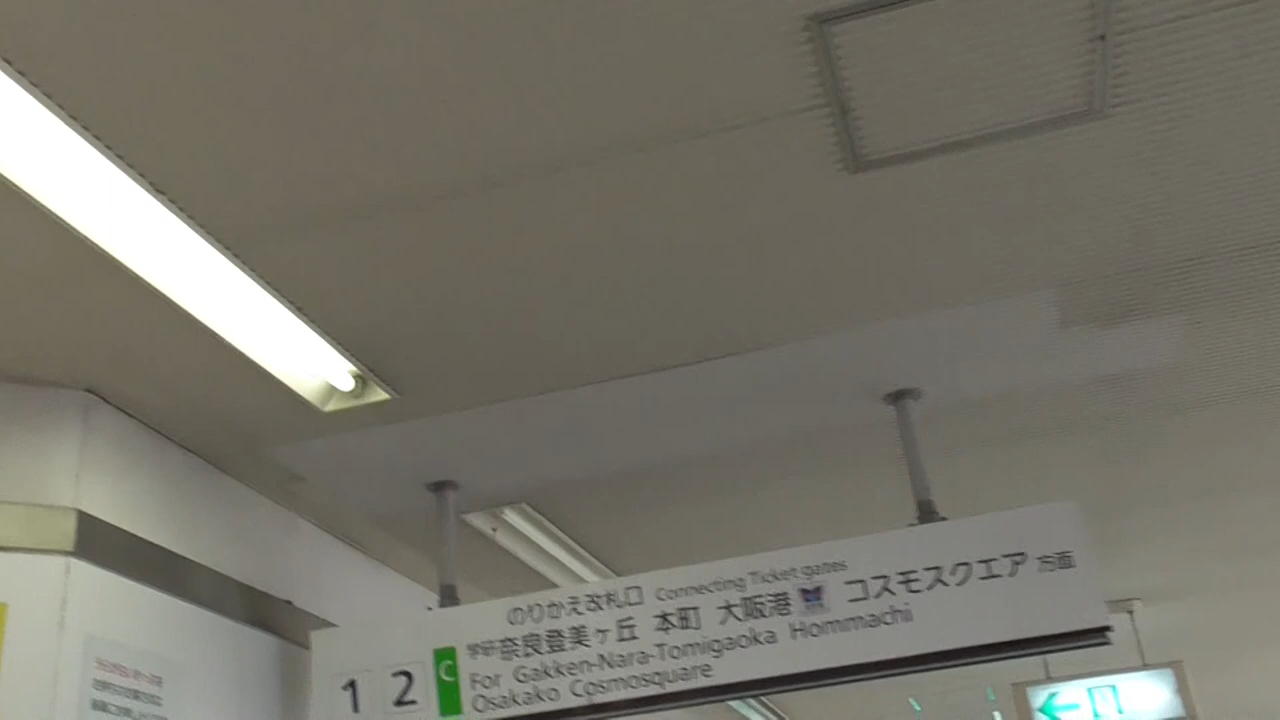 のりかえ改札口 Connecting Ticket gates
1 2 C 学研奈良登美ヶ丘 本町 大阪港 コスモスクエア 方面
For Gakken-Nara-Tomigaoka Hommachi
Osakako Cosmosquare